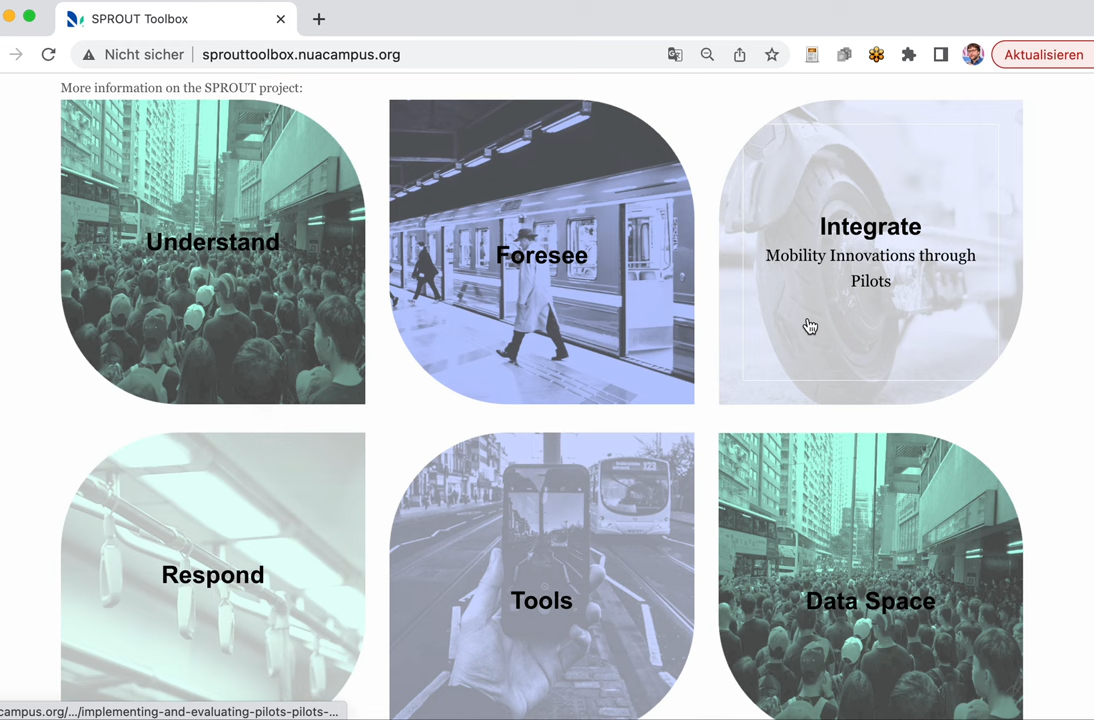 SPROUT Toolbox
Nicht sicher
sprouttoolbox.nuacampus.org
Aktualisieren
More information on the SPROUT project:
Understand
Foresee
Integrate
Mobility Innovations through
Pilots
Respond
Tools
323
Data Space
campus.org/.../implementing-and-evaluating-pilots-pilots-...